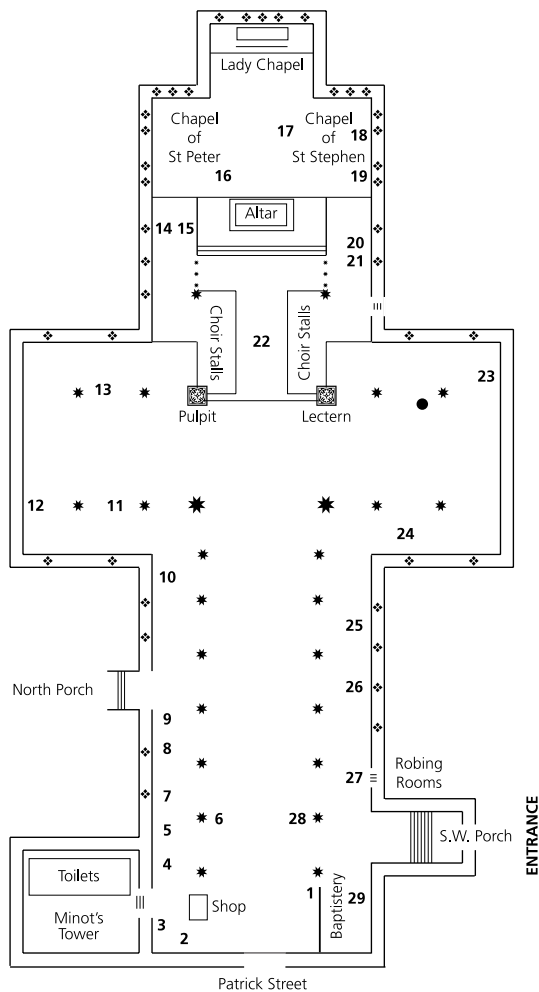 Lady Chapel
Chapel
of
St Peter
Chapel
of
St Stephen
17
18
16
19
Altar
14 15
20
21
Choir Stalls
22
Choir Stalls
13
23
Pulpit
Lectern
12
11
24
10
25
North Porch
26
9
8
27
Robing
Rooms
7
6
28
5
S.W. Porch
ENTRANCE
4
Toilets
1
29
Shop
Baptistery
Minot's
Tower
3
2
Patrick Street